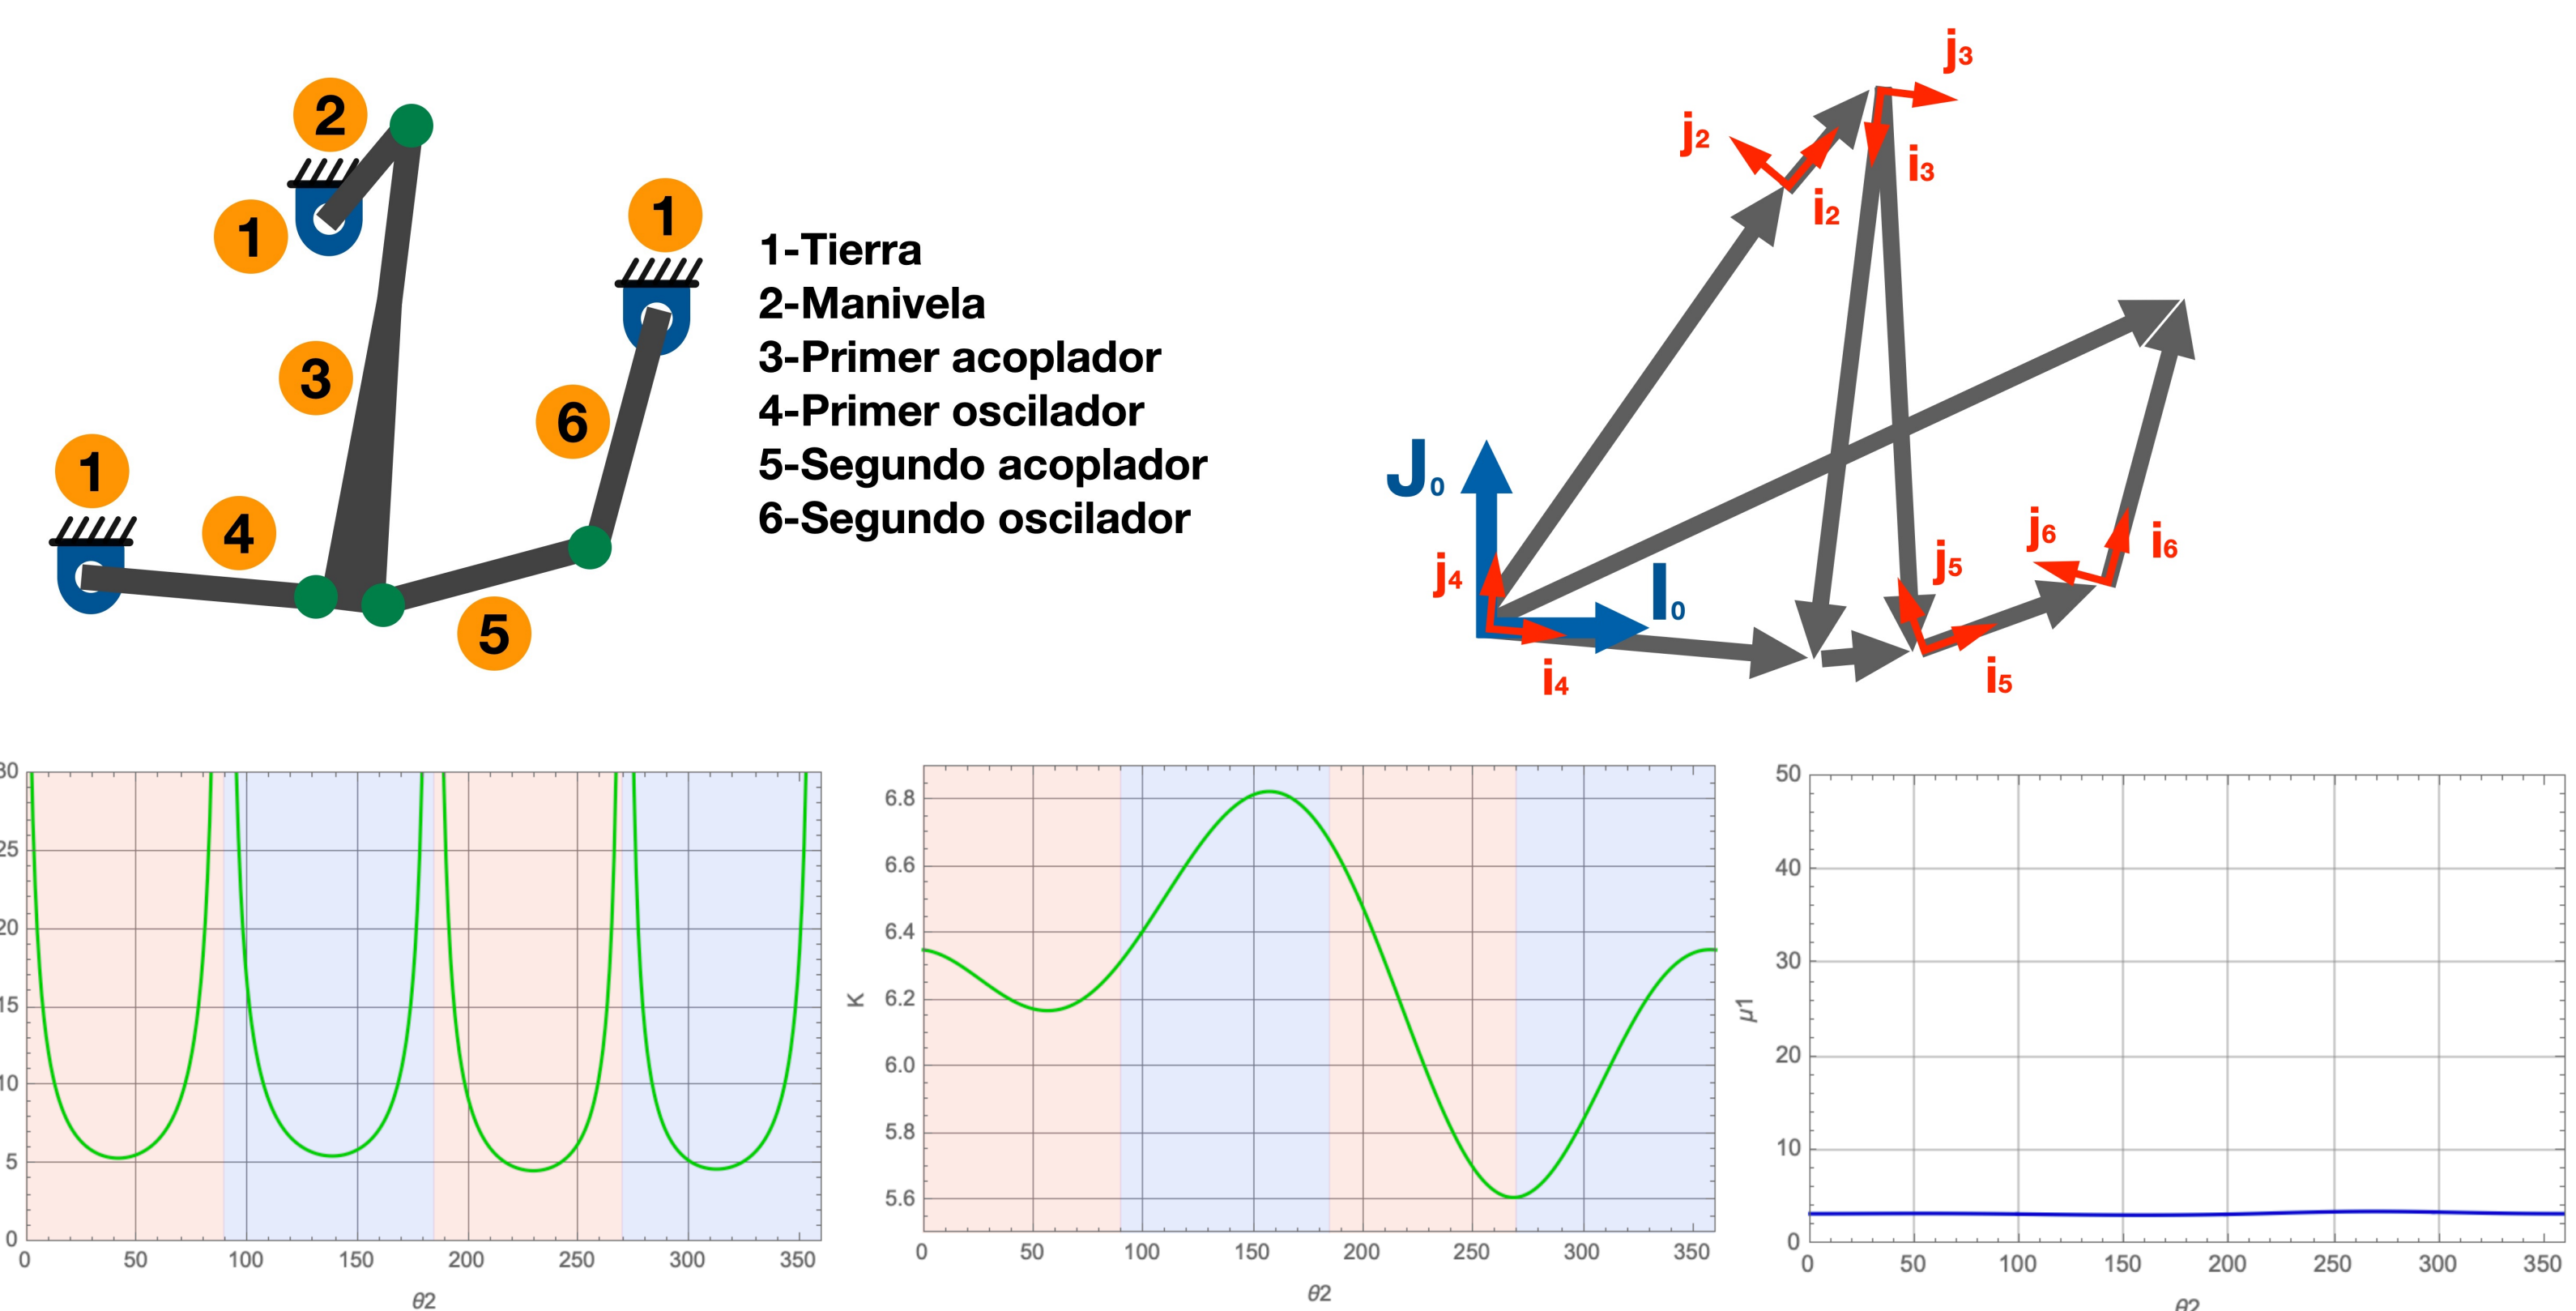 2
1
1
3
6
1
4
5
1-Tierra
2-Manivela
3-Primer acoplador
4-Primer oscilador
5-Segundo acoplador
6-Segundo oscilador
j3
j2
i3
i2
J0
j4
I0
i4
j5
j6
i6
i5
30
25
20
15
10
5
0
0 50 100 150 200 250 300 350
θ2
K
6.8
6.6
6.4
6.2
6.0
5.8
5.6
0 50 100 150 200 250 300 350
θ2
μ1
50
40
30
20
10
0
0 50 100 150 200 250 300 350
θ2